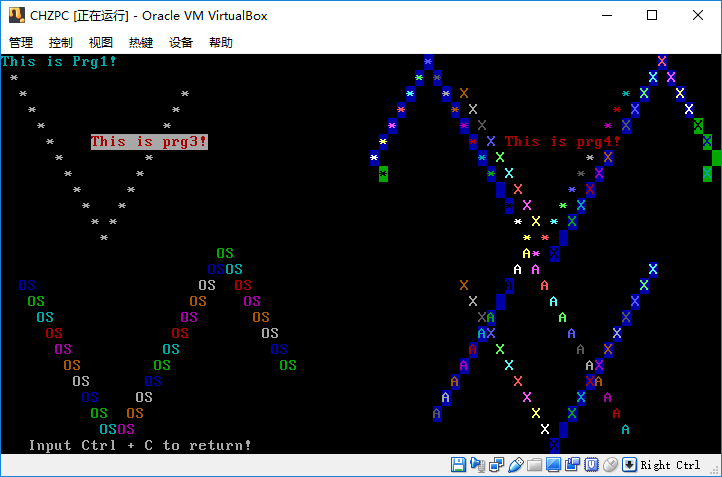 CHZPC [正在运行] - Oracle VM VirtualBox
管理 控制 视图 热键 设备 帮助
This is Prg1!
This is prg3!
This is prg4!
Input Ctrl + C to return!
Right Ctrl